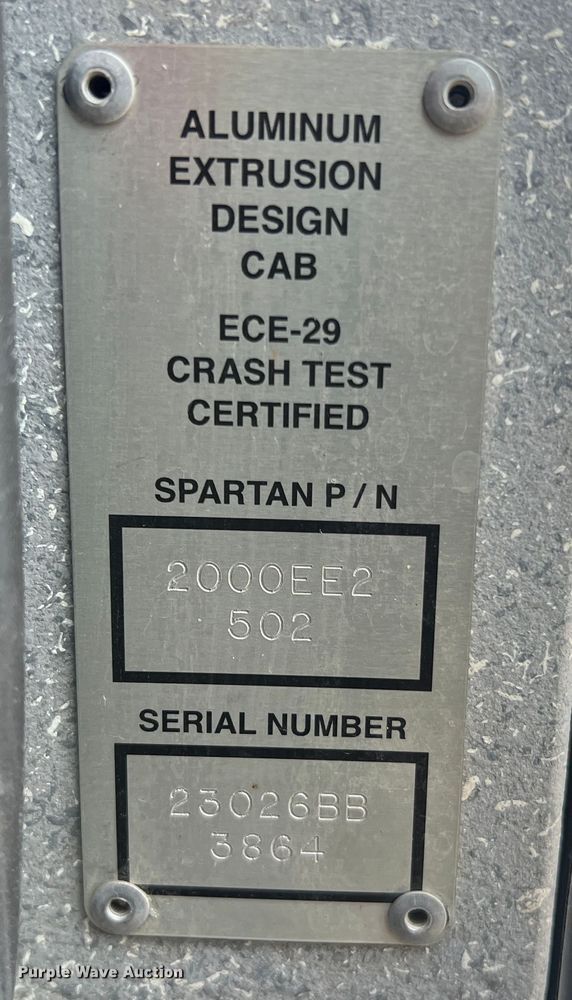 ALUMINUM
EXTRUSION
DESIGN
CAB
ECE-29
CRASH TEST
CERTIFIED
SPARTAN P / N
2000EE2
502
SERIAL NUMBER
23026BB
3864
Purple Wave Auction